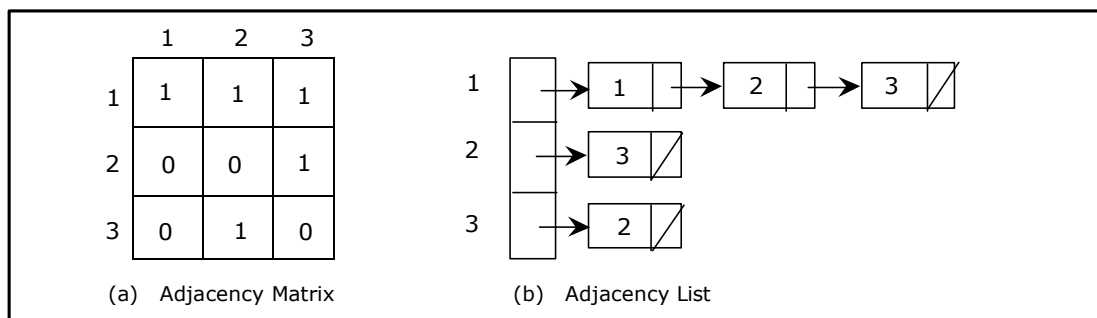 1 2 3
1 1 1 1
2 0 0 1
3 0 1 0
(a) Adjacency Matrix
1 1 2 3
2 3
3 2
(b) Adjacency List